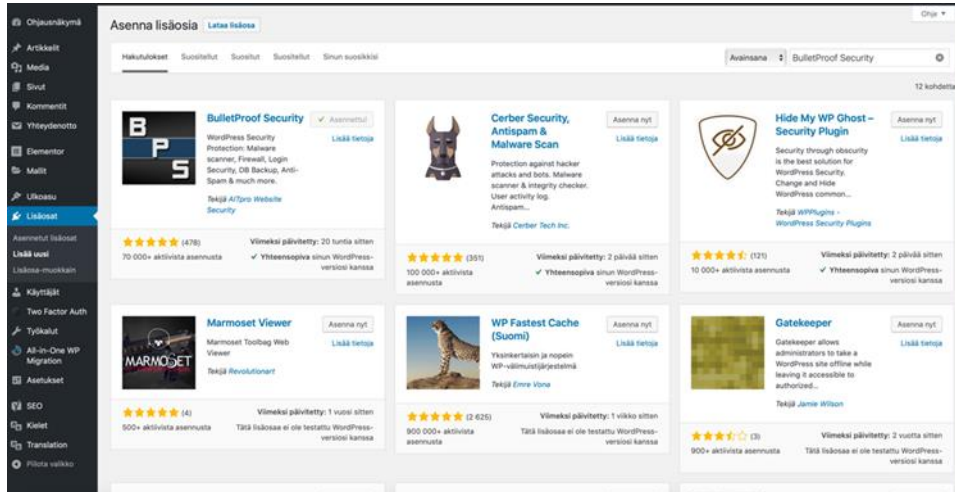 Ohjausnäkymä
Artikkelit
Media
Sivut
Kommentit
Yhteydenotto
Elementor
Mallit
Ulkoasu
Lisäosat
Asennetut lisäosat
Lisää uusi
Lisäosa-muokkain
Käyttäjät
Two Factor Auth
Työkalut
All-in-One WP
Migration
Asetukset
SEO
Kielet
Translation
Piilota valikko
Ohje
Asenna lisäosia Lataa lisäosa
Hakutulokset Suositellut Suositut Suositellut Sinun suosikkisi
Avainsana BulletProof Security
12 kohdetta
BulletProof Security
Asennettu!
Lisää tietoja
WordPress Security
Protection: Malware
scanner, Firewall, Login
Security, DB Backup, Anti-
Spam & much more.
Tekijä AITpro Website
Security
BPS
(478)
70 000+ aktiivista asennusta
Viimeksi päivitetty: 20 tuntia sitten
Yhteensopiva sinun WordPress-
versiosi kanssa
Cerber Security,
Antispam &
Malware Scan
Asenna nyt
Lisää tietoja
Protection against hacker
attacks and bots. Malware
scanner & integrity checker.
User activity log.
Antispam...
Tekijä Cerber Tech Inc.
(351)
100 000+ aktiivista
asennusta
Viimeksi päivitetty: 2 päivää sitten
Yhteensopiva sinun WordPress-
versiosi kanssa
Hide My WP Ghost –
Security Plugin
Asenna nyt
Lisää tietoja
Security through obscurity
is the best solution for
WordPress Security.
Change and Hide
WordPress common...
Tekijä WPPlugins -
WordPress Security Plugins
(121)
10 000+ aktiivista asennusta
Viimeksi päivitetty: 2 päivää sitten
Yhteensopiva sinun WordPress-
versiosi kanssa
Marmoset Viewer
Asenna nyt
Lisää tietoja
Marmoset Toolbag Web
Viewer
Tekijä Revolutionart
MARMOSET
(4)
500+ aktiivista asennusta
Viimeksi päivitetty: 1 vuosi sitten
Tätä lisäosaa ei ole testattu WordPress-
versiosi kanssa
WP Fastest Cache
(Suomi)
Asenna nyt
Lisää tietoja
Yksinkertaisin ja nopein
WP-välimuistijärjestelmä
Tekijä Emre Vona
(2 625)
900 000+ aktiivista
asennusta
Viimeksi päivitetty: 1 viikko sitten
Tätä lisäosaa ei ole testattu WordPress-
versiosi kanssa
Gatekeeper
Asenna nyt
Lisää tietoja
Gatekeeper allows
administrators to take a
WordPress site offline while
leaving it accessible to
authorized...
Tekijä Jamie Wilson
(3)
900+ aktiivista asennusta
Viimeksi päivitetty: 2 vuotta sitten
Tätä lisäosaa ei ole testattu WordPress-
versiosi kanssa